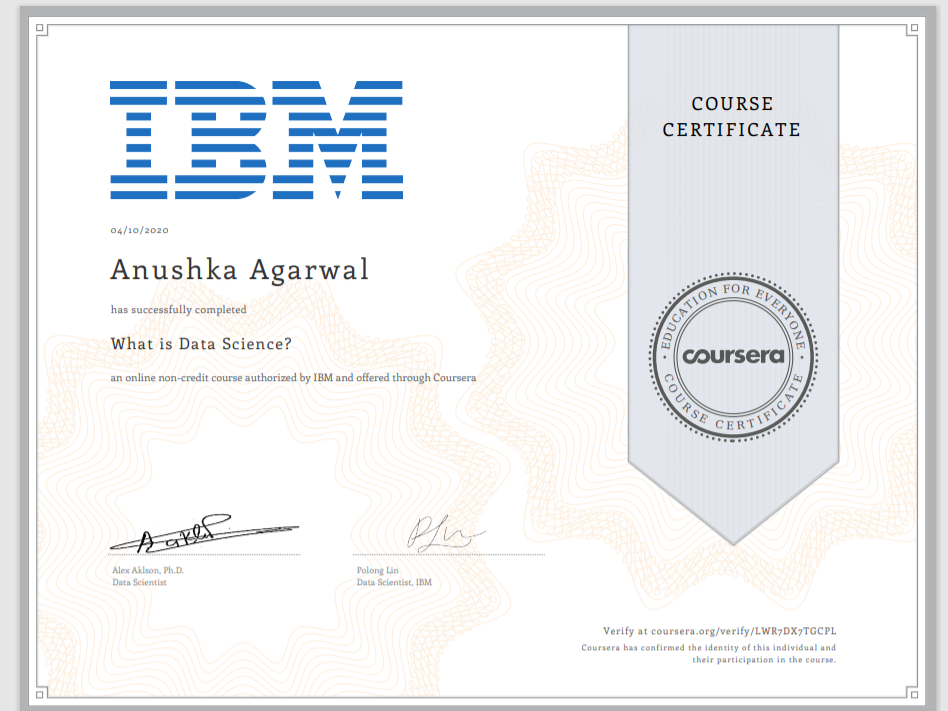 IBM
COURSE
CERTIFICATE
04/10/2020
Anushka Agarwal
has successfully completed
What is Data Science?
an online non-credit course authorized by IBM and offered through Coursera
EDUCATION FOR EVERYONE
coursera
COURSE CERTIFICATE
Alex Aklson, Ph.D.
Data Scientist
Polong Lin
Data Scientist, IBM
Verify at coursera.org/verify/LWR7DX7TGCPL
Coursera has confirmed the identity of this individual and
their participation in the course.